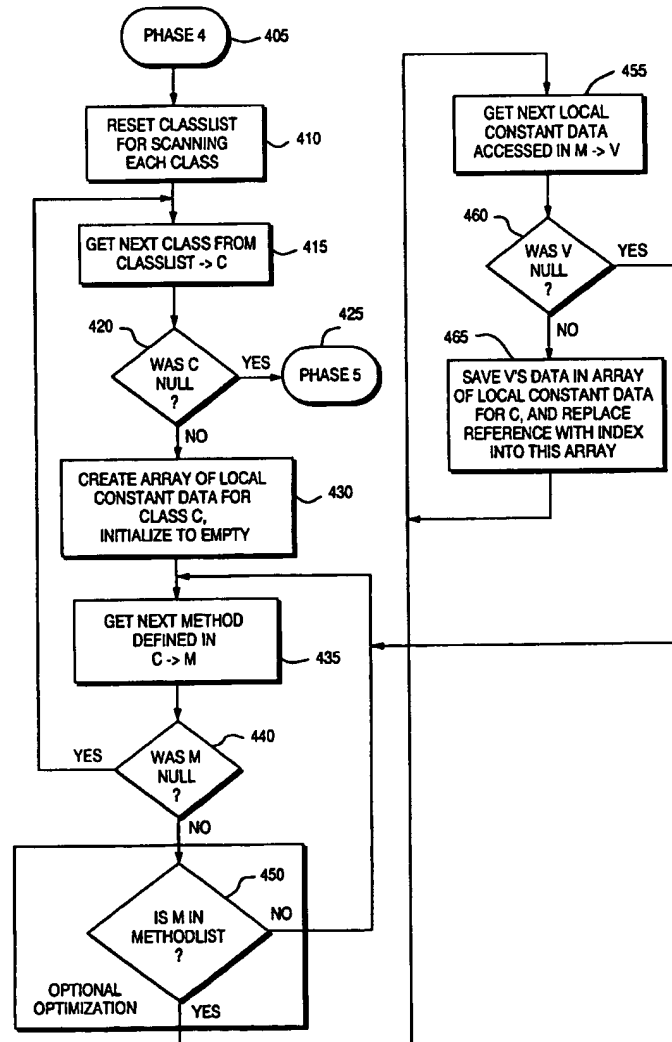 PHASE 4
405
RESET CLASSLIST
FOR SCANNING
EACH CLASS
410
GET NEXT CLASS FROM
CLASSLIST -> C
415
420
WAS C
NULL
?
YES
425
PHASE 5
NO
CREATE ARRAY OF LOCAL
CONSTANT DATA FOR
CLASS C,
INITIALIZE TO EMPTY
430
GET NEXT METHOD
DEFINED IN
C -> M
435
440
YES
WAS M
NULL
?
NO
450
IS M IN
METHODLIST
?
NO
OPTIONAL
OPTIMIZATION
YES
455
GET NEXT LOCAL
CONSTANT DATA
ACCESSED IN M -> V
460
WAS V
NULL
?
YES
NO
465
SAVE V'S DATA IN ARRAY
OF LOCAL CONSTANT DATA
FOR C, AND REPLACE
REFERENCE WITH INDEX
INTO THIS ARRAY